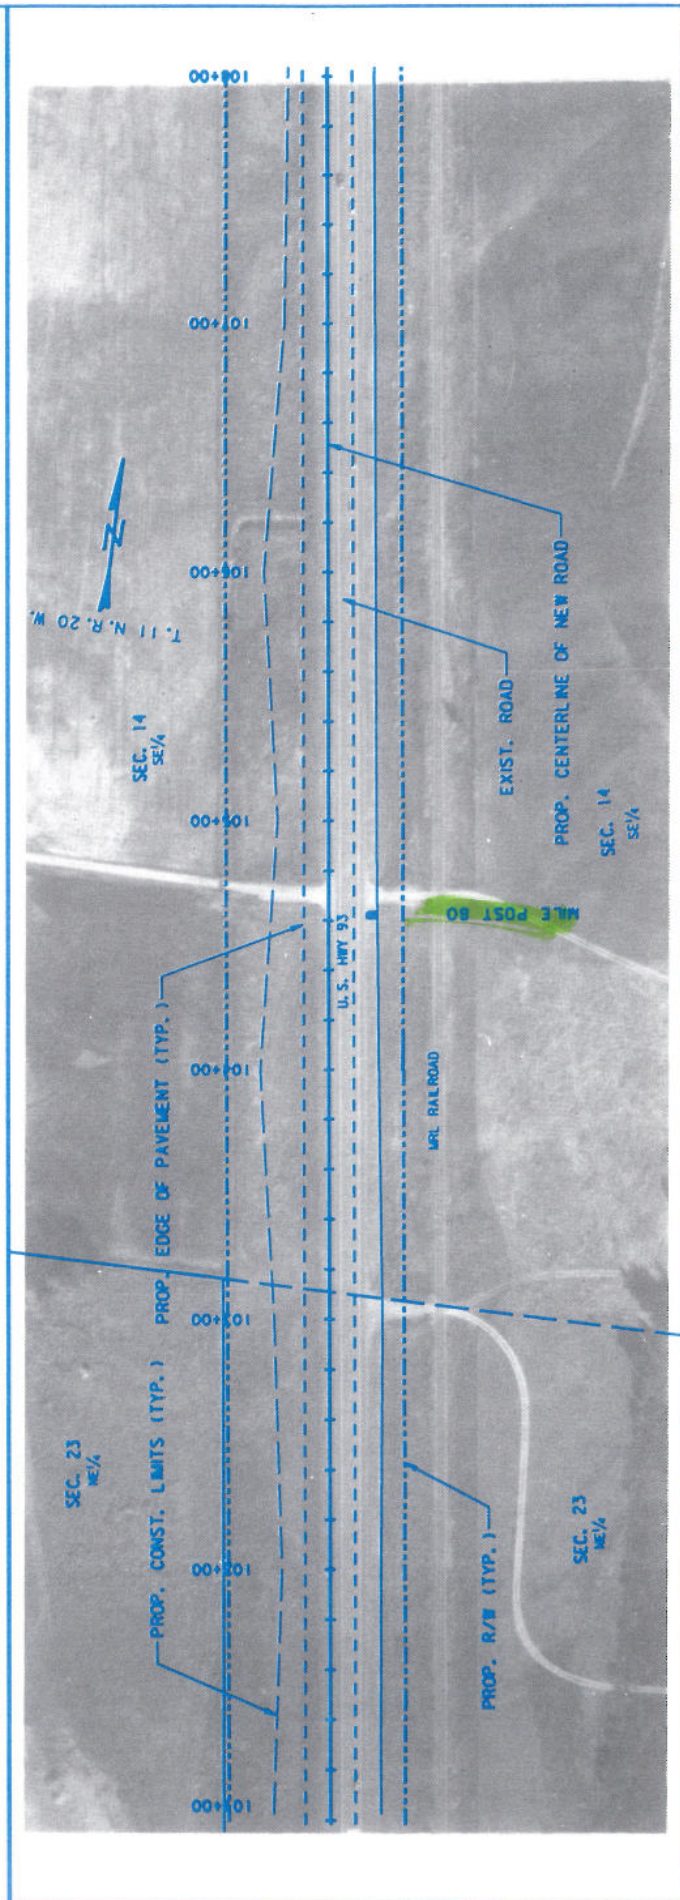 108+00
107+00
106+00
105+00
104+00
103+00
102+00
101+00
T. 11 N. R. 20 W.
SEC. 14
SE¼
PROP. CENTERLINE OF NEW ROAD
EXIST. ROAD
SEC. 14
SE¼
MILE POST 80
U.S. HWY 93
PROP. EDGE OF PAVEMENT (TYP.)
MRL RAILROAD
PROP. CONST. LIMITS (TYP.)
SEC. 23
NE¼
PROP. R/W (TYP.)
SEC. 23
NE¼